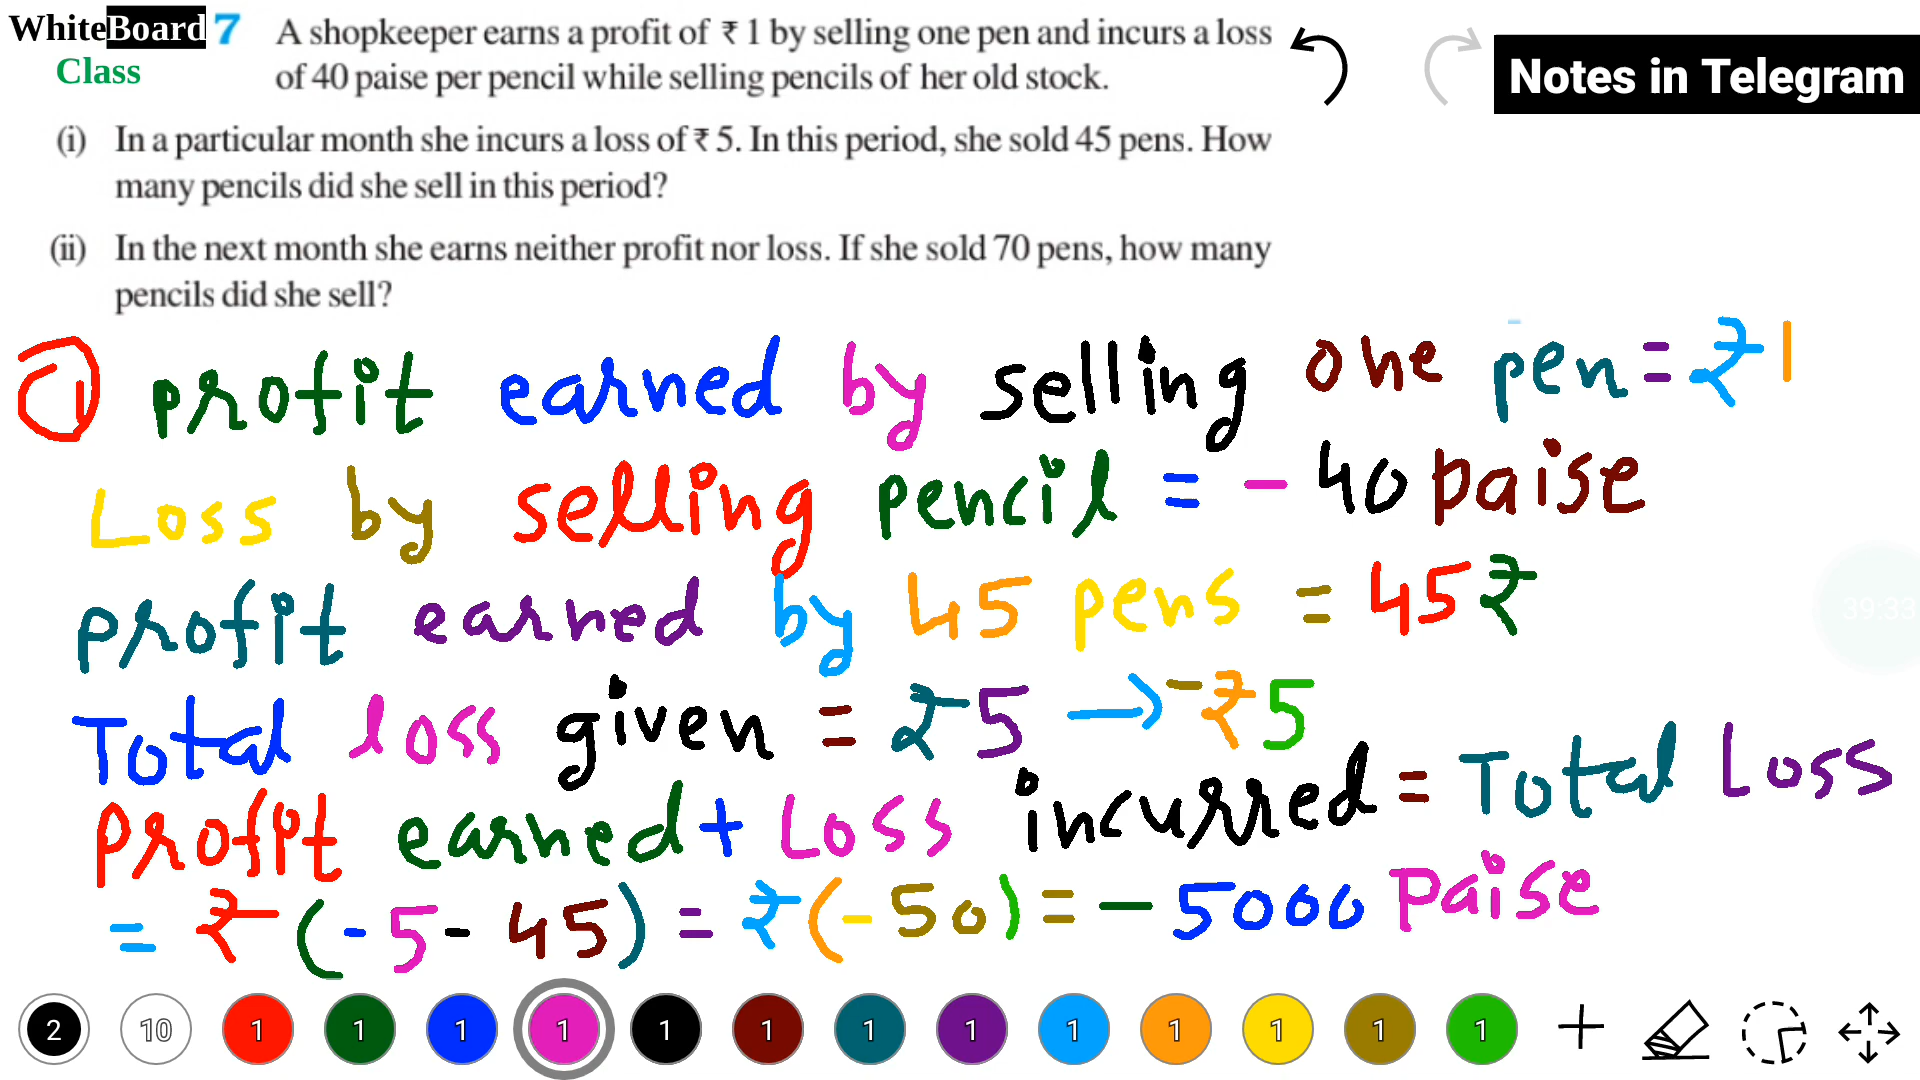 WhiteBoard 7 A shopkeeper earns a profit of ₹ 1 by selling one pen and incurs a loss
Class of 40 paise per pencil while selling pencils of her old stock.
Notes in Telegram
(i) In a particular month she incurs a loss of ₹ 5. In this period, she sold 45 pens. How
many pencils did she sell in this period?
(ii) In the next month she earns neither profit nor loss. If she sold 70 pens, how many
pencils did she sell?
① profit earned by selling one pen = ₹1
Loss by selling pencil = - 40 paise
profit earned by 45 pens = 45₹
39:33
Total loss given = ₹5 → -₹5
profit earned + Loss incurred = Total Loss
= ₹(-5-45) = ₹(-50) = -5000 Paise
2 10 1 1 1 1 1 1 1 1 1 1 1 1 1